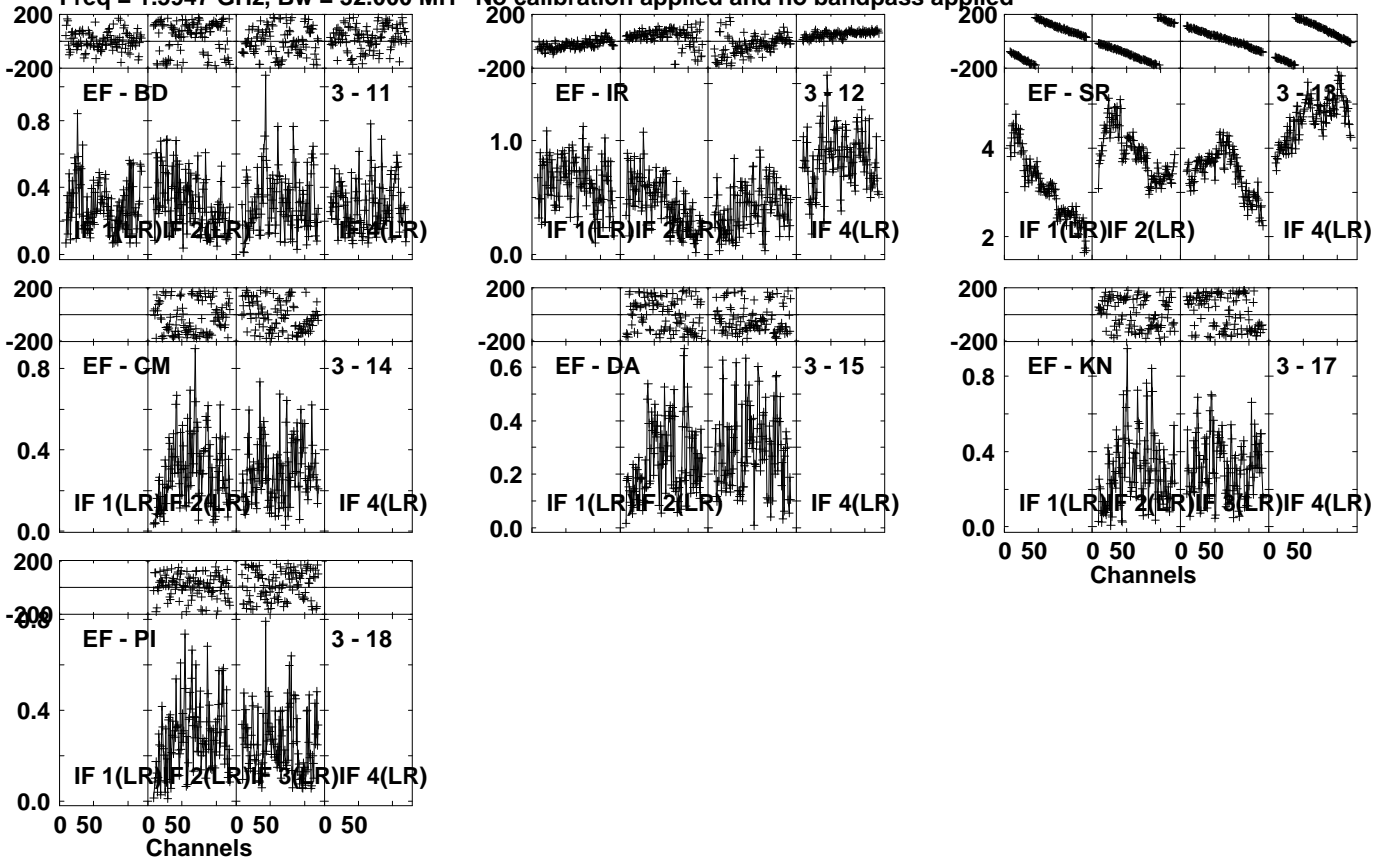 Freq = 1.5947 GHz, Bw = 32.000 MH No calibration applied and no bandpass applied
200
-200
EF - BD
3 - 11
0.8
0.4
0.0
IF 1(LR)
IF 2(LR)
IF 4(LR)
EF - IR
3 - 12
1.0
0.0
IF 1(LR)
IF 2(LR)
IF 4(LR)
200
-200
EF - SR
3 - 13
4
2
IF 1(LR)
IF 2(LR)
IF 4(LR)
200
-200
EF - CM
3 - 14
0.8
0.4
0.0
IF 1(LR)
IF 2(LR)
IF 4(LR)
200
-200
EF - DA
3 - 15
0.6
0.4
0.2
0.0
IF 1(LR)
IF 2(LR)
IF 4(LR)
200
-200
EF - KN
3 - 17
0.8
0.4
0.0
IF 1(LR)
IF 2(LR)
IF 3(LR)
IF 4(LR)
0 50 0 50 0 50 0 50
Channels
200
-200
0.8
EF - PI
3 - 18
0.4
0.0
IF 1(LR)
IF 2(LR)
IF 3(LR)
IF 4(LR)
0 50 0 50 0 50 0 50
Channels